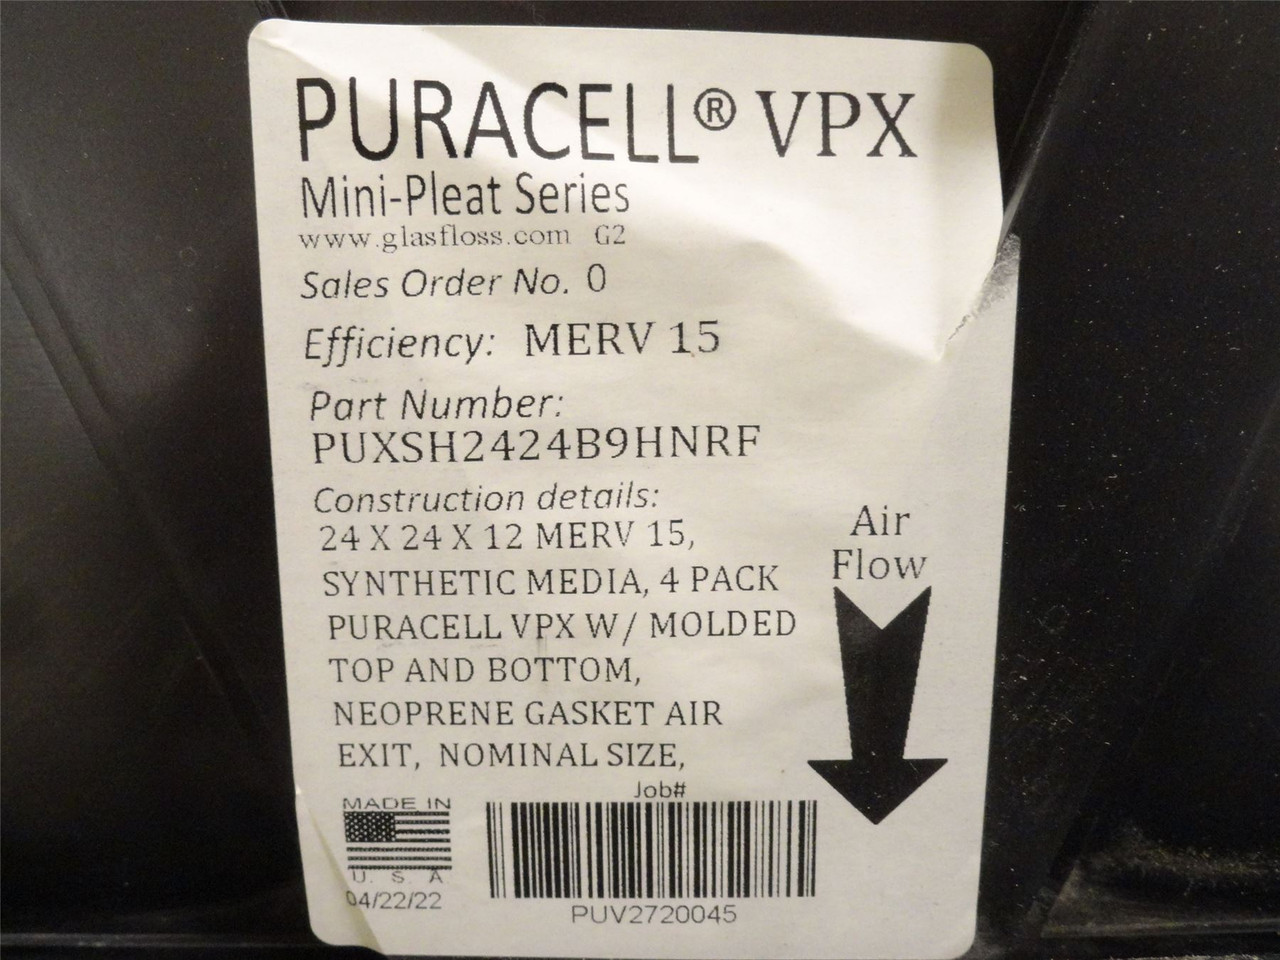 PURACELL® VPX
Mini-Pleat Series
www.glasfloss.com G2
Sales Order No. 0
Efficiency: MERV 15
Part Number:
PUXSH2424B9HNRF
Construction details:
24 X 24 X 12 MERV 15,
SYNTHETIC MEDIA, 4 PACK
PURACELL VPX W/ MOLDED
TOP AND BOTTOM,
NEOPRENE GASKET AIR
EXIT, NOMINAL SIZE,
Air
Flow
Job#
MADE IN
U. S. A
04/22/22
PUV2720045